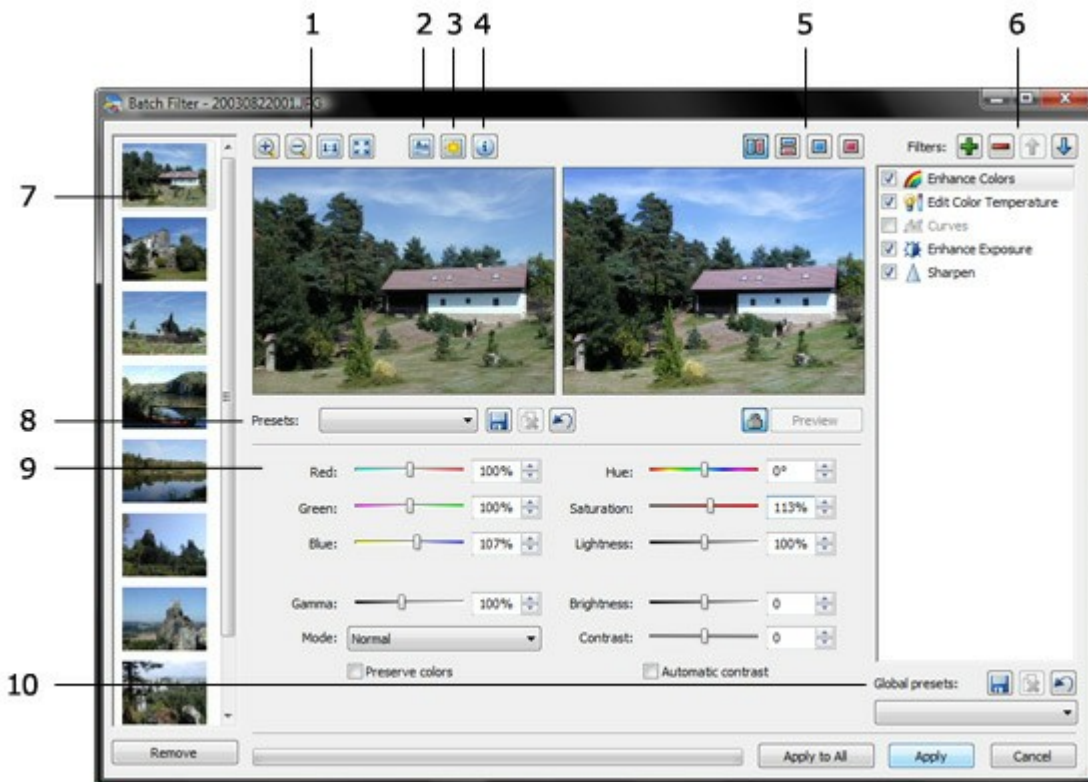 1 2 3 4 5 6
Batch Filter - 20030822001.JPG
1:1
Filters:
7
Enhance Colors
Edit Color Temperature
Curves
Enhance Exposure
Sharpen
8
Presets:
Preview
9
Red: 100% Hue: 0°
Green: 100% Saturation: 113%
Blue: 107% Lightness: 100%
Gamma: 100% Brightness: 0
Mode: Normal Contrast: 0
Preserve colors Automatic contrast
10
Global presets:
Remove Apply to All Apply Cancel